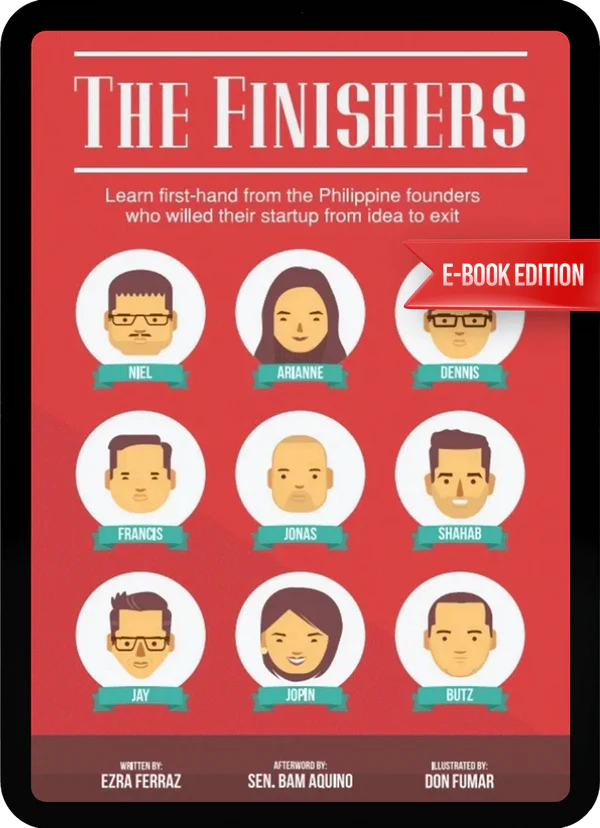 THE FINISHERS
Learn first-hand from the Philippine founders
who willed their startup from idea to exit
E-BOOK EDITION
NIEL
ARIANNE
DENNIS
FRANCIS
JONAS
SHAHAB
JAY
JOPIN
BUTZ
WRITTEN BY:
EZRA FERRAZ
AFTERWORD BY:
SEN. BAM AQUINO
ILLUSTRATED BY:
DON FUMAR